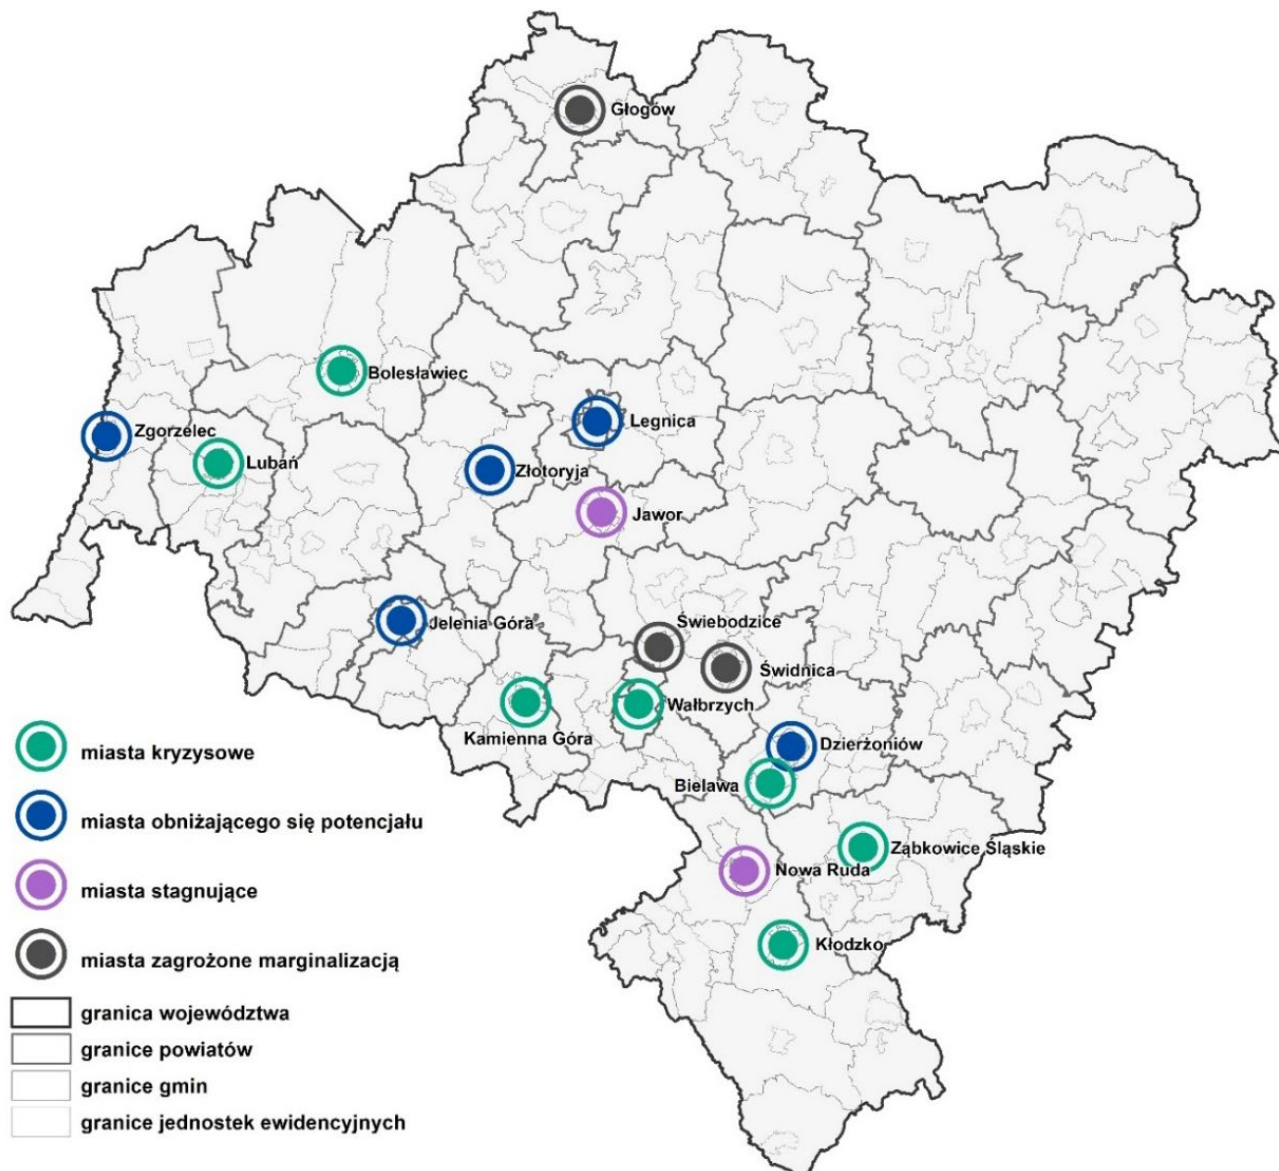 Głogów
Bolesławiec
Legnica
Zgorzelec
Lubań
Złotoryja
Jawor
Jelenia Góra
Świebodzice
Świdnica
Wałbrzych
Kamienna Góra
Dzierżoniów
Bielawa
Ząbkowice Śląskie
Nowa Ruda
Kłodzko
miasta kryzysowe
miasta obniżającego się potencjału
miasta stagnujące
miasta zagrożone marginalizacją
granica województwa
granice powiatów
granice gmin
granice jednostek ewidencyjnych